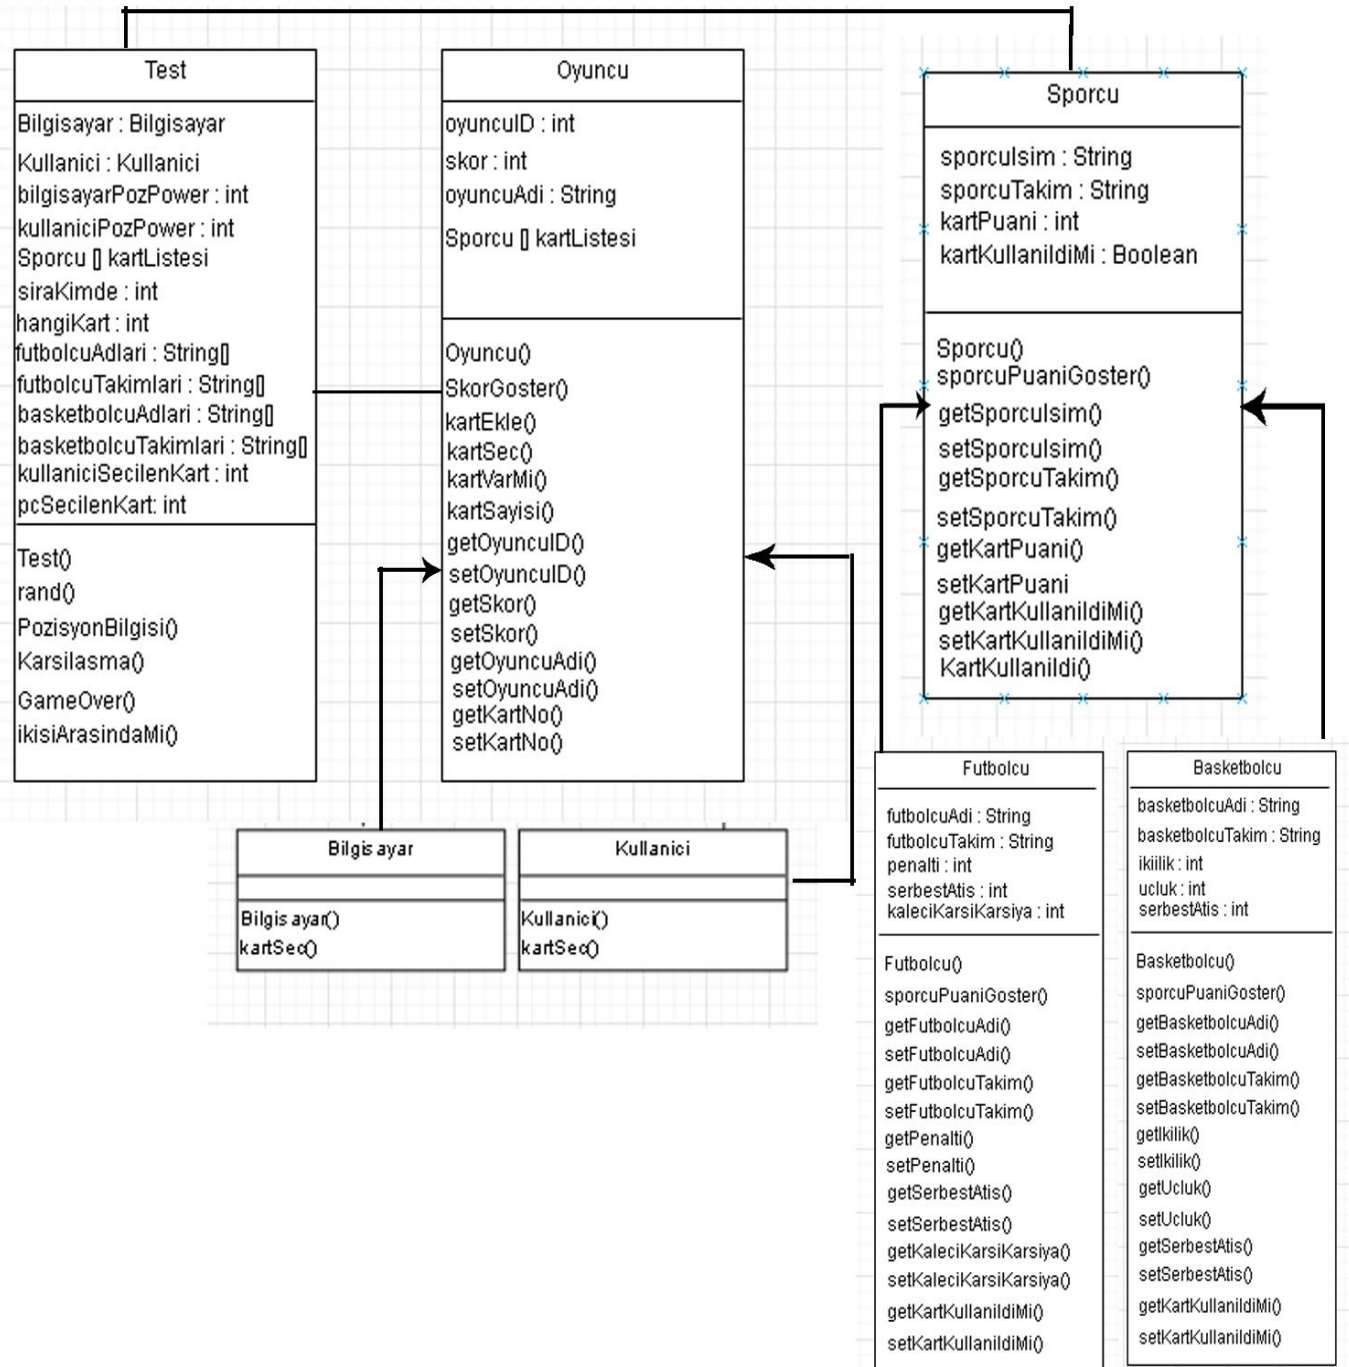 Test
Bilgisayar : Bilgisayar
Kullanici : Kullanici
bilgisayarPozPower : int
kullaniciPozPower : int
Sporcu [] kartListesi
siraKimde : int
hangiKart : int
futbolcuAdlari : String[]
futbolcuTakimlari : String[]
basketbolcuAdlari : String[]
basketbolcuTakimlari : String[]
kullaniciSecilenKart : int
pcSecilenKart: int
Test()
rand()
PozisyonBilgisi()
Karsilasma()
GameOver()
ikisiArasindaMi()
Oyuncu
oyuncuID : int
skor : int
oyuncuAdi : String
Sporcu [] kartListesi
Oyuncu()
SkorGoster()
kartEkle()
kartSec()
kartVarMi()
kartSayisi()
getOyuncuID()
setOyuncuID()
getSkor()
setSkor()
getOyuncuAdi()
setOyuncuAdi()
getKartNo()
setKartNo()
Sporcu
sporcuIsim : String
sporcuTakim : String
kartPuani : int
kartKullanildiMi : Boolean
Sporcu()
sporcuPuaniGoster()
getSporcuIsim()
setSporcuIsim()
getSporcuTakim()
setSporcuTakim()
getKartPuani()
setKartPuani
getKartKullanildiMi()
setKartKullanildiMi()
KartKullanildi()
Bilgisayar
Bilgisayar()
kartSec()
Kullanici
Kullanici()
kartSec()
Futbolcu
futbolcuAdi : String
futbolcuTakim : String
penalti : int
serbestAtis : int
kaleciKarsiKarsiya : int
Futbolcu()
sporcuPuaniGoster()
getFutbolcuAdi()
setFutbolcuAdi()
getFutbolcuTakim()
setFutbolcuTakim()
getPenalti()
setPenalti()
getSerbestAtis()
setSerbestAtis()
getKaleciKarsiKarsiya()
setKaleciKarsiKarsiya()
getKartKullanildiMi()
setKartKullanildiMi()
Basketbolcu
basketbolcuAdi : String
basketbolcuTakim : String
ikiilik : int
ucluk : int
serbestAtis : int
Basketbolcu()
sporcuPuaniGoster()
getBasketbolcuAdi()
setBasketbolcuAdi()
getBasketbolcuTakim()
setBasketbolcuTakim()
getIkilik()
setIkilik()
getUcluk()
setUcluk()
getSerbestAtis()
setSerbestAtis()
getKartKullanildiMi()
setKartKullanildiMi()